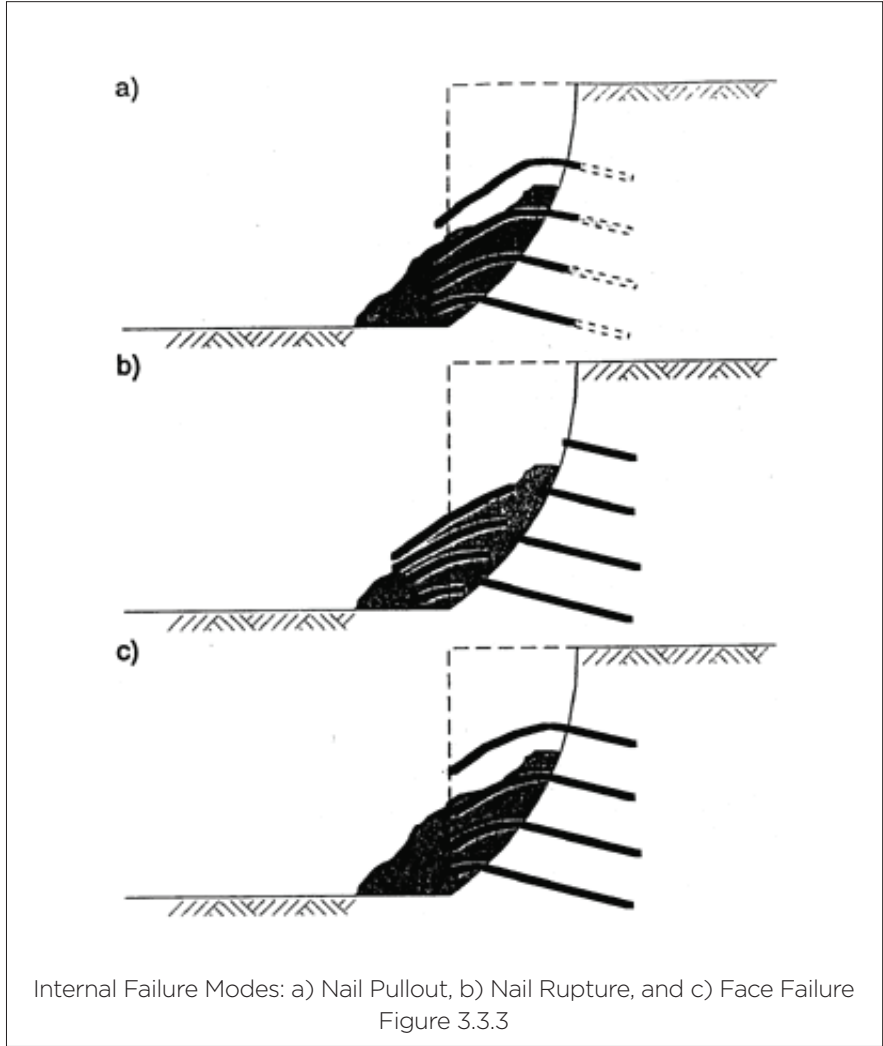 a)
b)
c)
Internal Failure Modes: a) Nail Pullout, b) Nail Rupture, and c) Face Failure
Figure 3.3.3